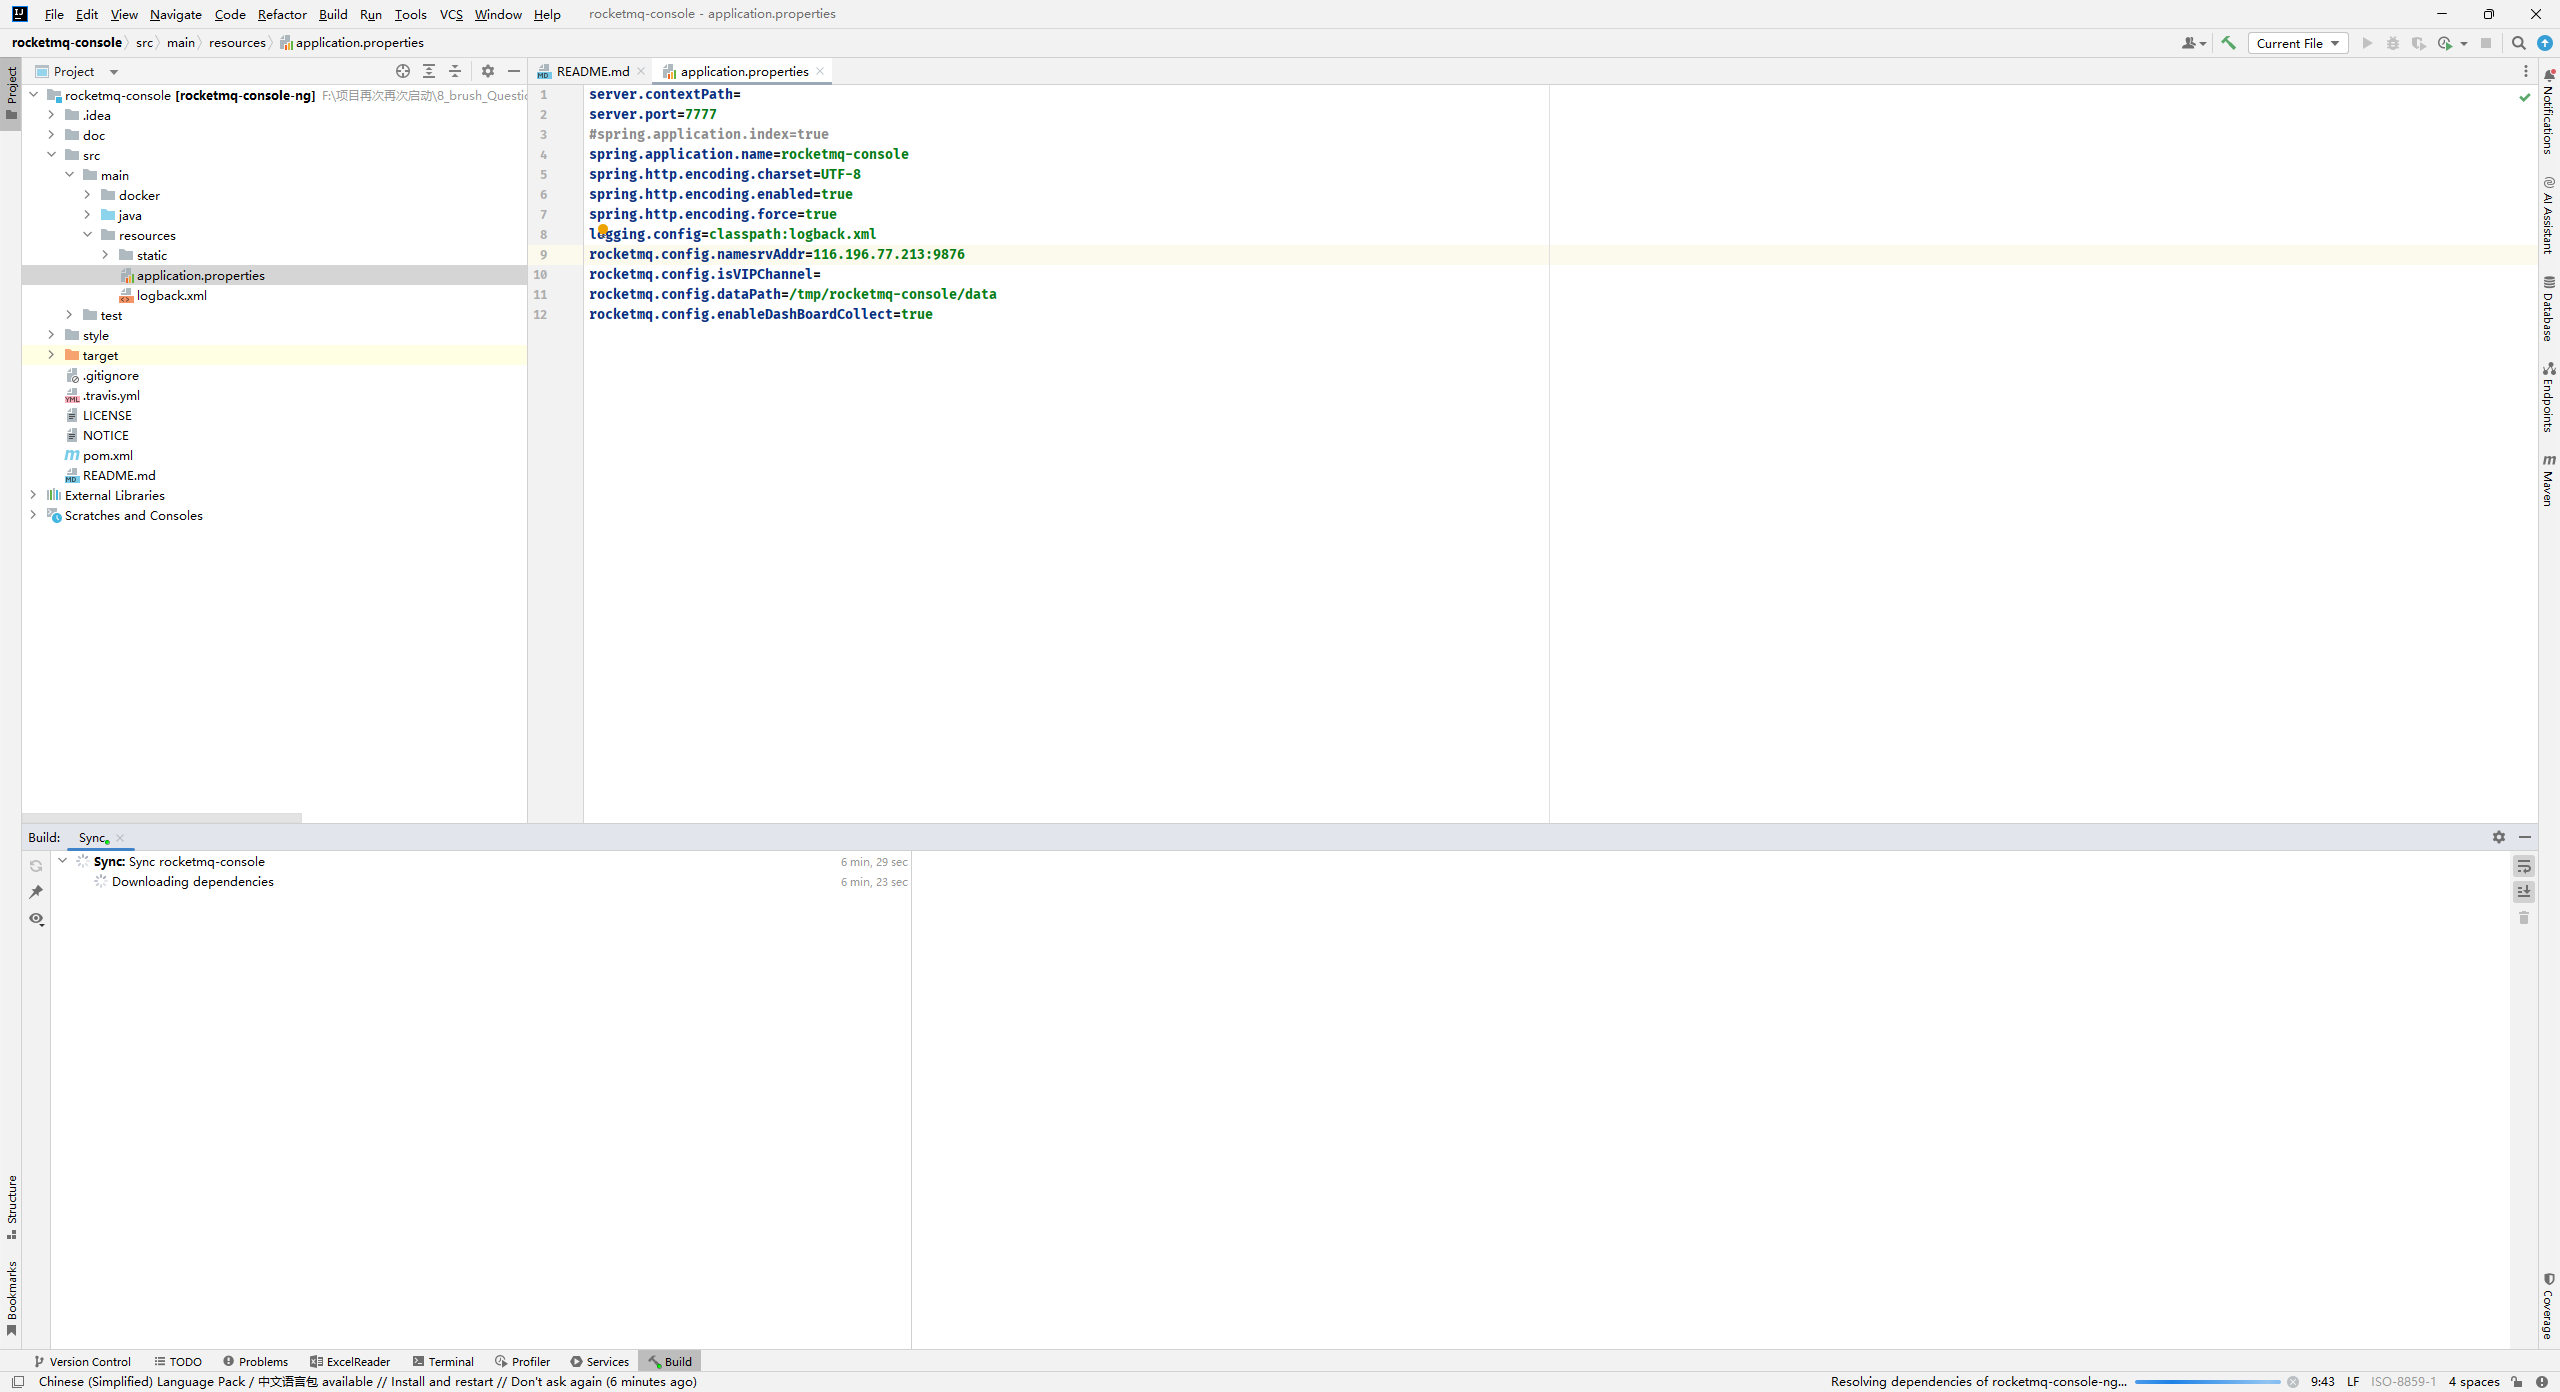 File Edit View Navigate Code Refactor Build Run Tools VCS Window Help rocketmq-console - application.properties
rocketmq-console src main resources application.properties Current File
Project
README.md application.properties
rocketmq-console [rocketmq-console-ng] F:\项目再次再次启动\8_brush_Questic
.idea
doc
src
main
docker
java
resources
static
application.properties
logback.xml
test
style
target
.gitignore
.travis.yml
LICENSE
NOTICE
pom.xml
README.md
External Libraries
Scratches and Consoles
1 server.contextPath=
2 server.port=7777
3 #spring.application.index=true
4 spring.application.name=rocketmq-console
5 spring.http.encoding.charset=UTF-8
6 spring.http.encoding.enabled=true
7 spring.http.encoding.force=true
8 logging.config=classpath:logback.xml
9 rocketmq.config.namesrvAddr=116.196.77.213:9876
10 rocketmq.config.isVIPChannel=
11 rocketmq.config.dataPath=/tmp/rocketmq-console/data
12 rocketmq.config.enableDashBoardCollect=true
Project
Structure
Bookmarks
Notifications
AI Assistant
Database
Endpoints
Maven
Coverage
Build: Sync
Sync: Sync rocketmq-console 6 min, 29 sec
Downloading dependencies 6 min, 23 sec
Version Control TODO Problems ExcelReader Terminal Profiler Services Build
Chinese (Simplified) Language Pack / 中文语言包 available // Install and restart // Don't ask again (6 minutes ago) Resolving dependencies of rocketmq-console-ng... 9:43 LF ISO-8859-1 4 spaces